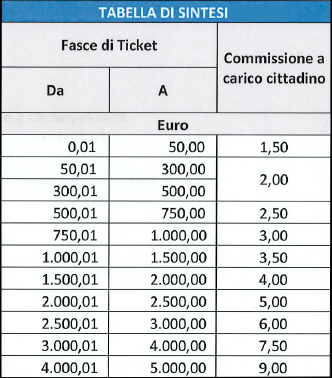 TABELLA DI SINTESI
Fasce di Ticket
Commissione a
carico cittadino
Da A
Euro
0,01 50,00 1,50
50,01 300,00
2,00
300,01 500,00
500,01 750,00 2,50
750,01 1.000,00 3,00
1.000,01 1.500,00 3,50
1.500,01 2.000,00 4,00
2.000,01 2.500,00 5,00
2.500,01 3.000,00 6,00
3.000,01 4.000,00 7,50
4.000,01 5.000,00 9,00